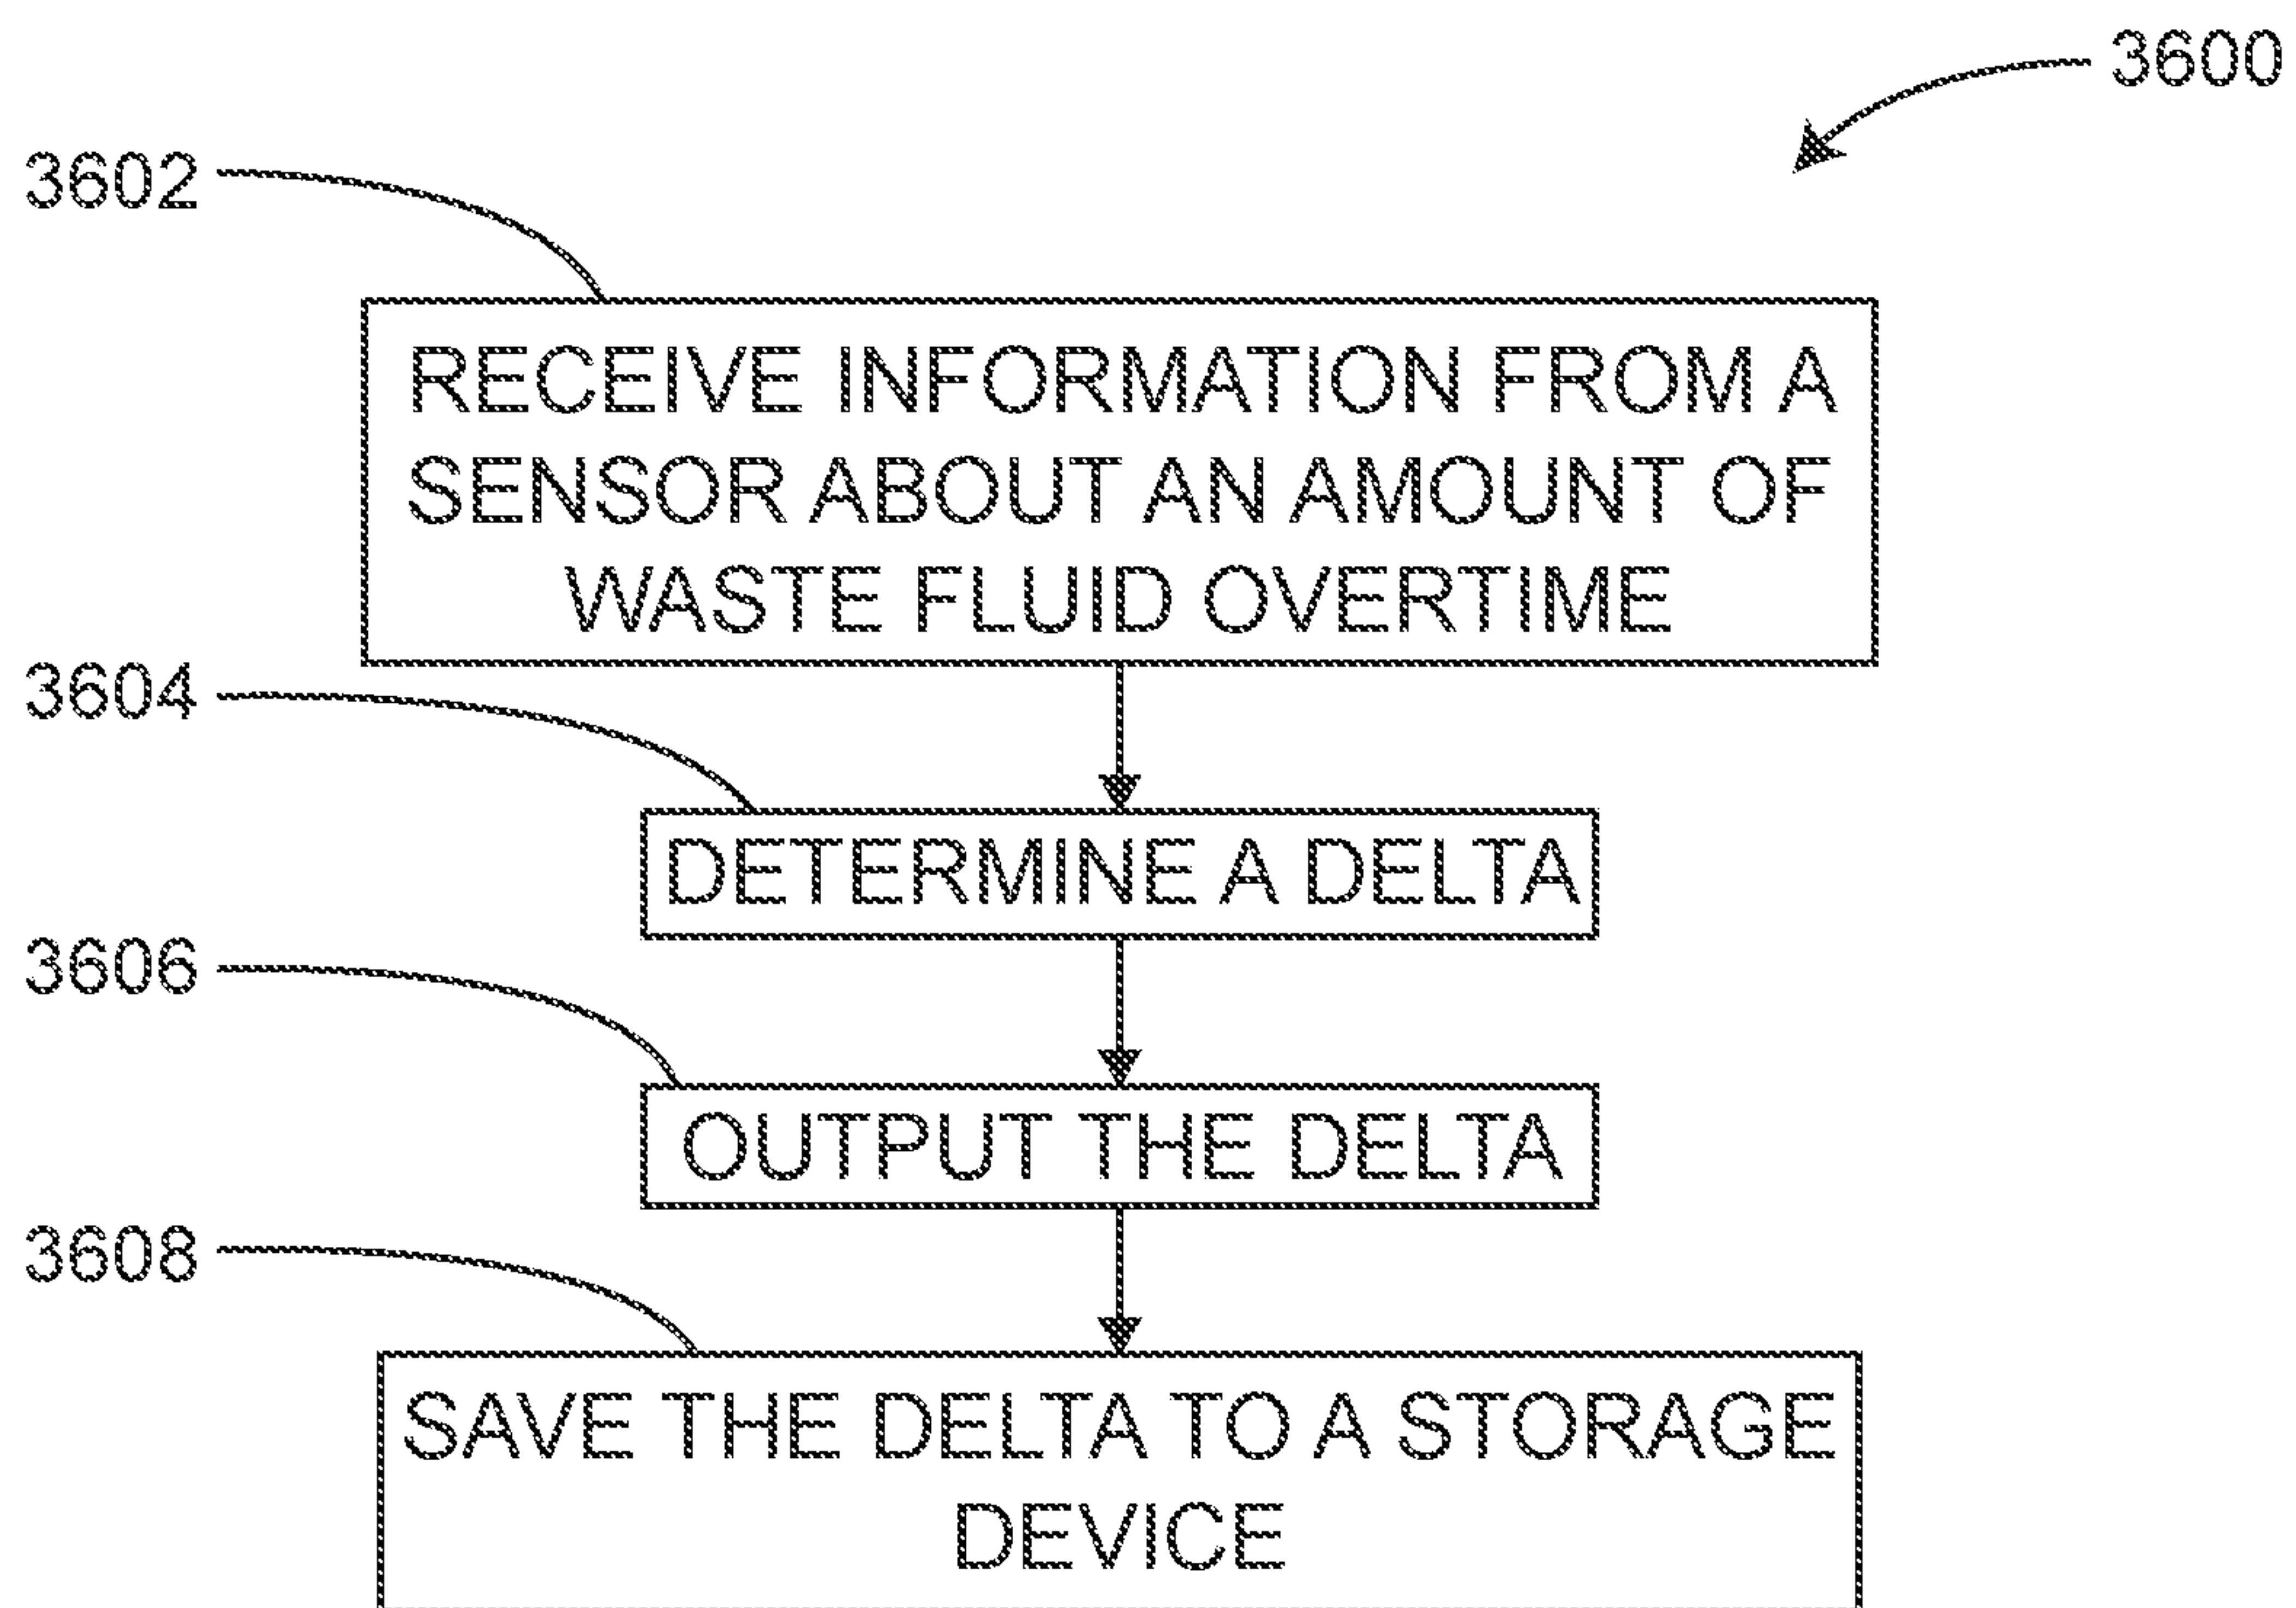 3600
3602
RECEIVE INFORMATION FROM A
SENSOR ABOUT AN AMOUNT OF
WASTE FLUID OVERTIME
3604
DETERMINE A DELTA
3606
OUTPUT THE DELTA
3608
SAVE THE DELTA TO A STORAGE
DEVICE